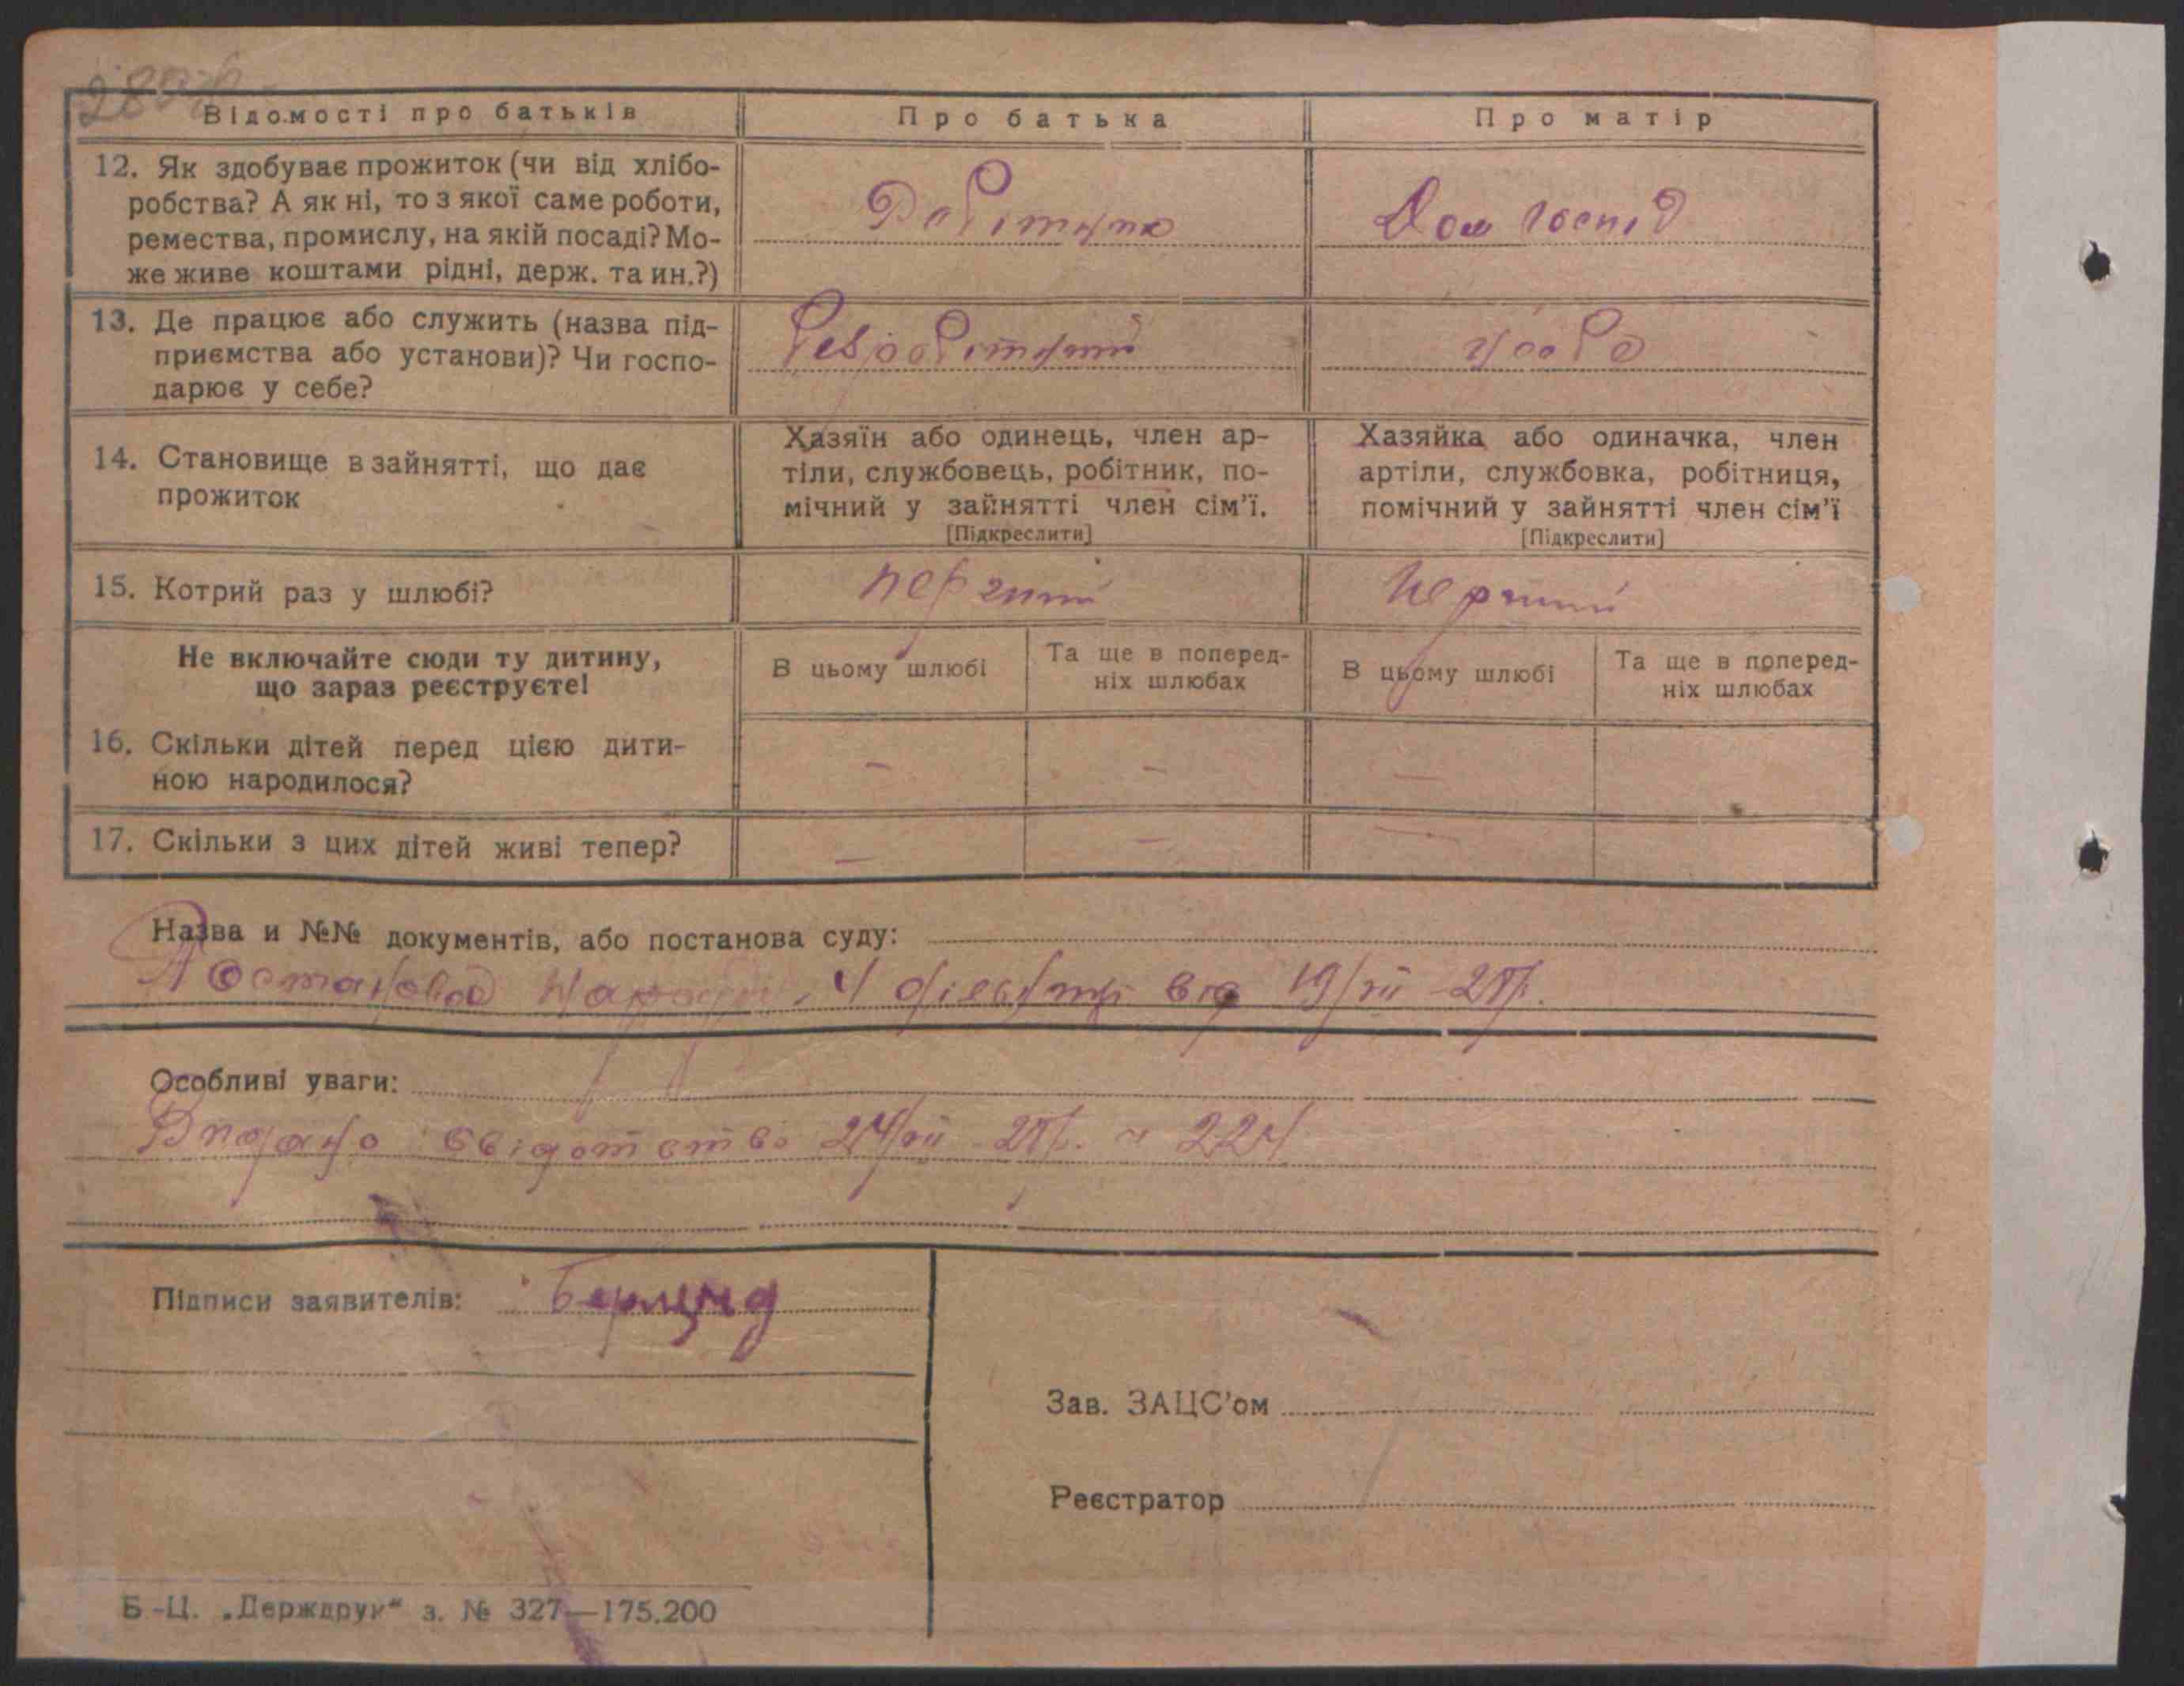 Відомості про батьків
Про батька
Про матір
12. Як здобуває прожиток (чи від хлібо-
робства? А як ні, то з якої саме роботи,
ремества, промислу, на якій посаді? Мо-
же живе коштами рідні, держ. та ин.?)
Робітник
Дом госпід
13. Де працює або служить (назва під-
приємства або установи)? Чи госпо-
дарює у себе?
безробітний
14. Становище в зайнятті, що дає
прожиток
Хазяїн або одинець, член ар-
тіли, службовець, робітник, по-
мічний у зайнятті член сім'ї.
[Підкреслити]
Хазяйка або одиначка, член
артіли, службовка, робітниця,
помічний у зайнятті член сім'ї
[Підкреслити]
15. Котрий раз у шлюбі?
перший
перший
Не включайте сюди ту дитину,
що зараз реєструєте!
В цьому шлюбі
Та ще в поперед-
ніх шлюбах
В цьому шлюбі
Та ще в поперед-
ніх шлюбах
16. Скільки дітей перед цією дити-
ною народилося?
– – –
17. Скільки з цих дітей живі тепер?
– – –
Назва и №№ документів, або постанова суду:
Постанова від 19/
Особливі уваги:
Видано свідотство 24/
Підписи заявителів:
Зав. ЗАЦС'ом
Реєстратор
Б-Ц. „Держдрук" з. № 327—175.200